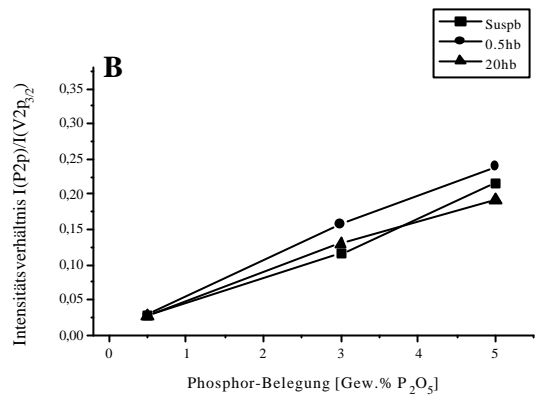 Suspb
0.5hb
20hb
B
Intensitätsverhältnis I(P2p)/I(V2p3/2)
0,35
0,30
0,25
0,20
0,15
0,10
0,05
0,00
0 1 2 3 4 5
Phosphor-Belegung [Gew.% P2O5]